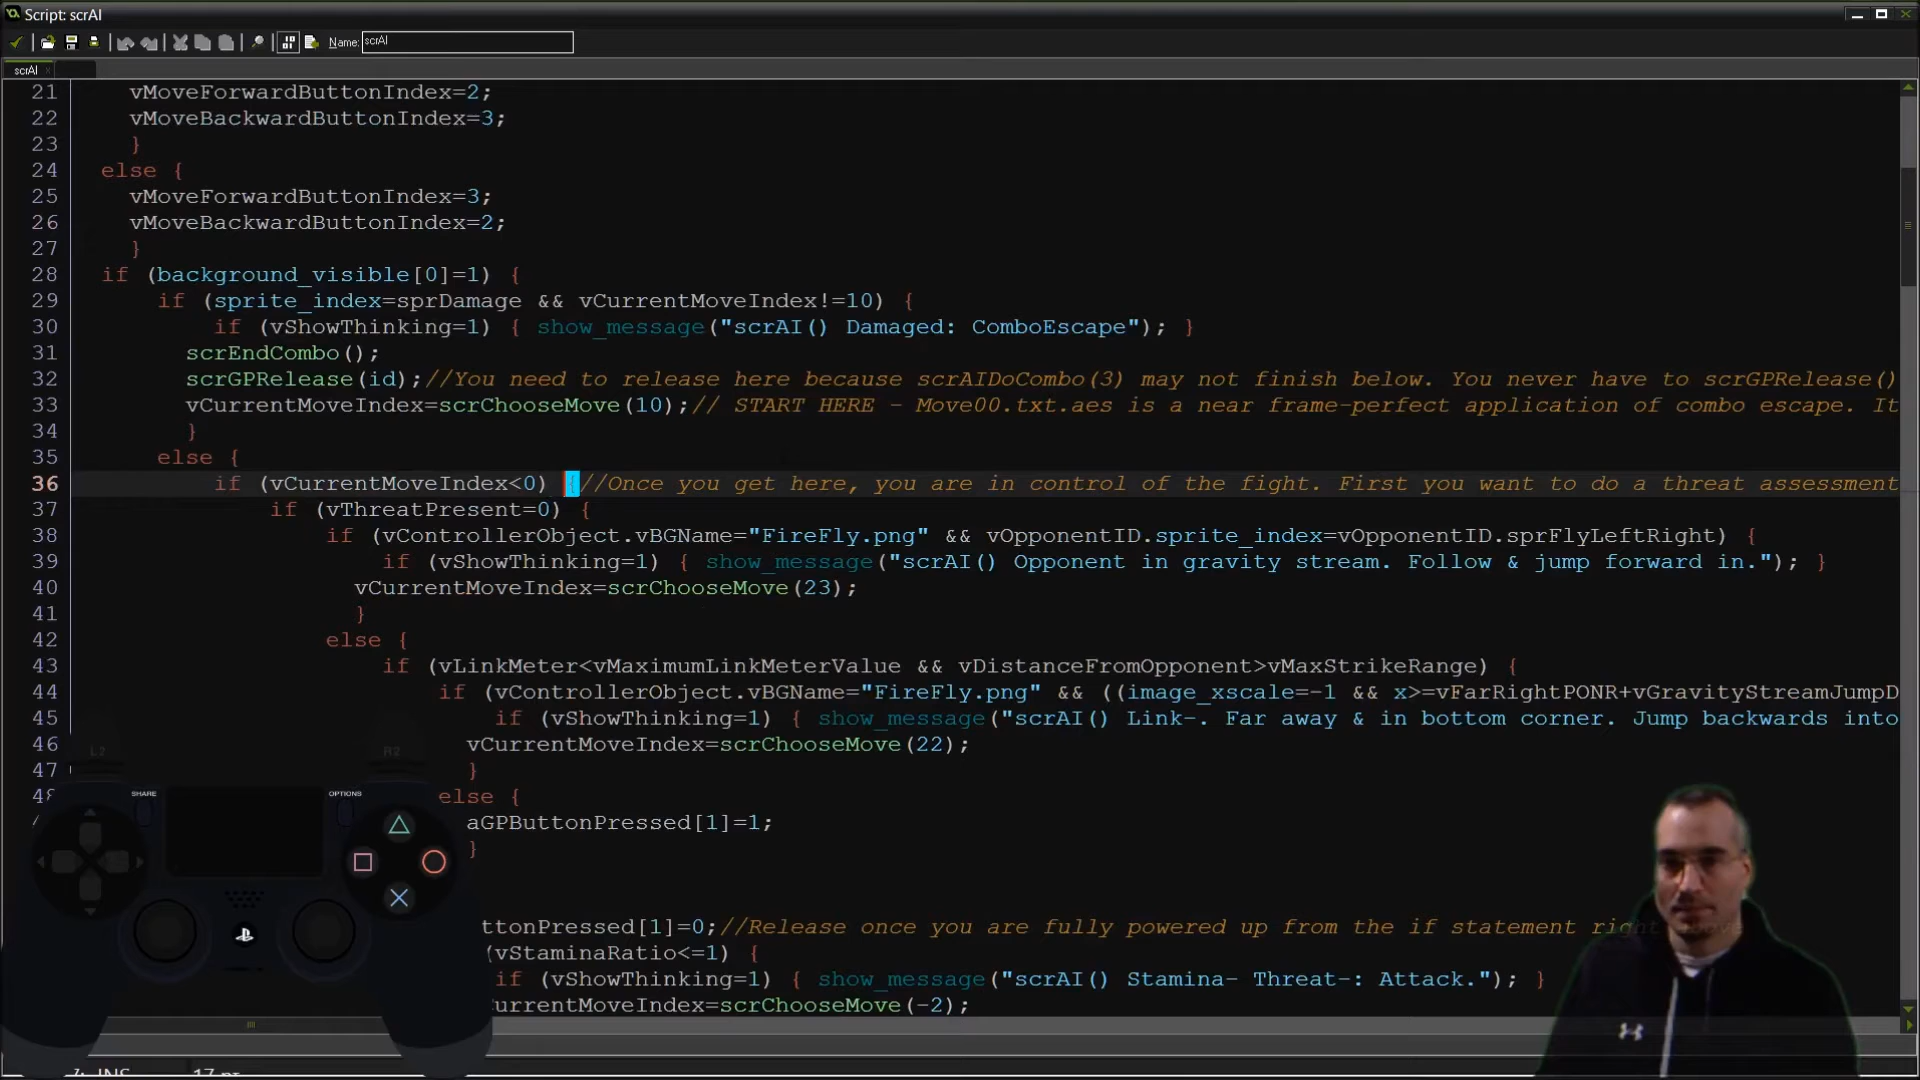 Script: scrAI
Name: scrAI
scrAI
21 vMoveForwardButtonIndex=2;
22 vMoveBackwardButtonIndex=3;
23 }
24 else {
25 vMoveForwardButtonIndex=3;
26 vMoveBackwardButtonIndex=2;
27 }
28 if (background_visible[0]=1) {
29 if (sprite_index=sprDamage && vCurrentMoveIndex!=10) {
30 if (vShowThinking=1) { show_message("scrAI() Damaged: ComboEscape"); }
31 scrEndCombo();
32 scrGPRelease(id);//You need to release here because scrAIDoCombo(3) may not finish below. You never have to scrGPRelease()
33 vCurrentMoveIndex=scrChooseMove(10);// START HERE - Move00.txt.aes is a near frame-perfect application of combo escape. It
34 }
35 else {
36 if (vCurrentMoveIndex<0) {//Once you get here, you are in control of the fight. First you want to do a threat assessment
37 if (vThreatPresent=0) {
38 if (vControllerObject.vBGName="FireFly.png" && vOpponentID.sprite_index=vOpponentID.sprFlyLeftRight) {
39 if (vShowThinking=1) { show_message("scrAI() Opponent in gravity stream. Follow & jump forward in."); }
40 vCurrentMoveIndex=scrChooseMove(23);
41 }
42 else {
43 if (vLinkMeter<vMaximumLinkMeterValue && vDistanceFromOpponent>vMaxStrikeRange) {
44 if (vControllerObject.vBGName="FireFly.png" && ((image_xscale=-1 && x>=vFarRightPONR+vGravityStreamJumpD
45 if (vShowThinking=1) { show_message("scrAI() Link-. Far away & in bottom corner. Jump backwards into
46 vCurrentMoveIndex=scrChooseMove(22);
47 }
48 else {
aGPButtonPressed[1]=1;
}
ttonPressed[1]=0;//Release once you are fully powered up from the if statement right above
(vStaminaRatio<=1) {
if (vShowThinking=1) { show_message("scrAI() Stamina- Threat-: Attack."); }
CurrentMoveIndex=scrChooseMove(-2);
L2
R2
SHARE
OPTIONS
INS